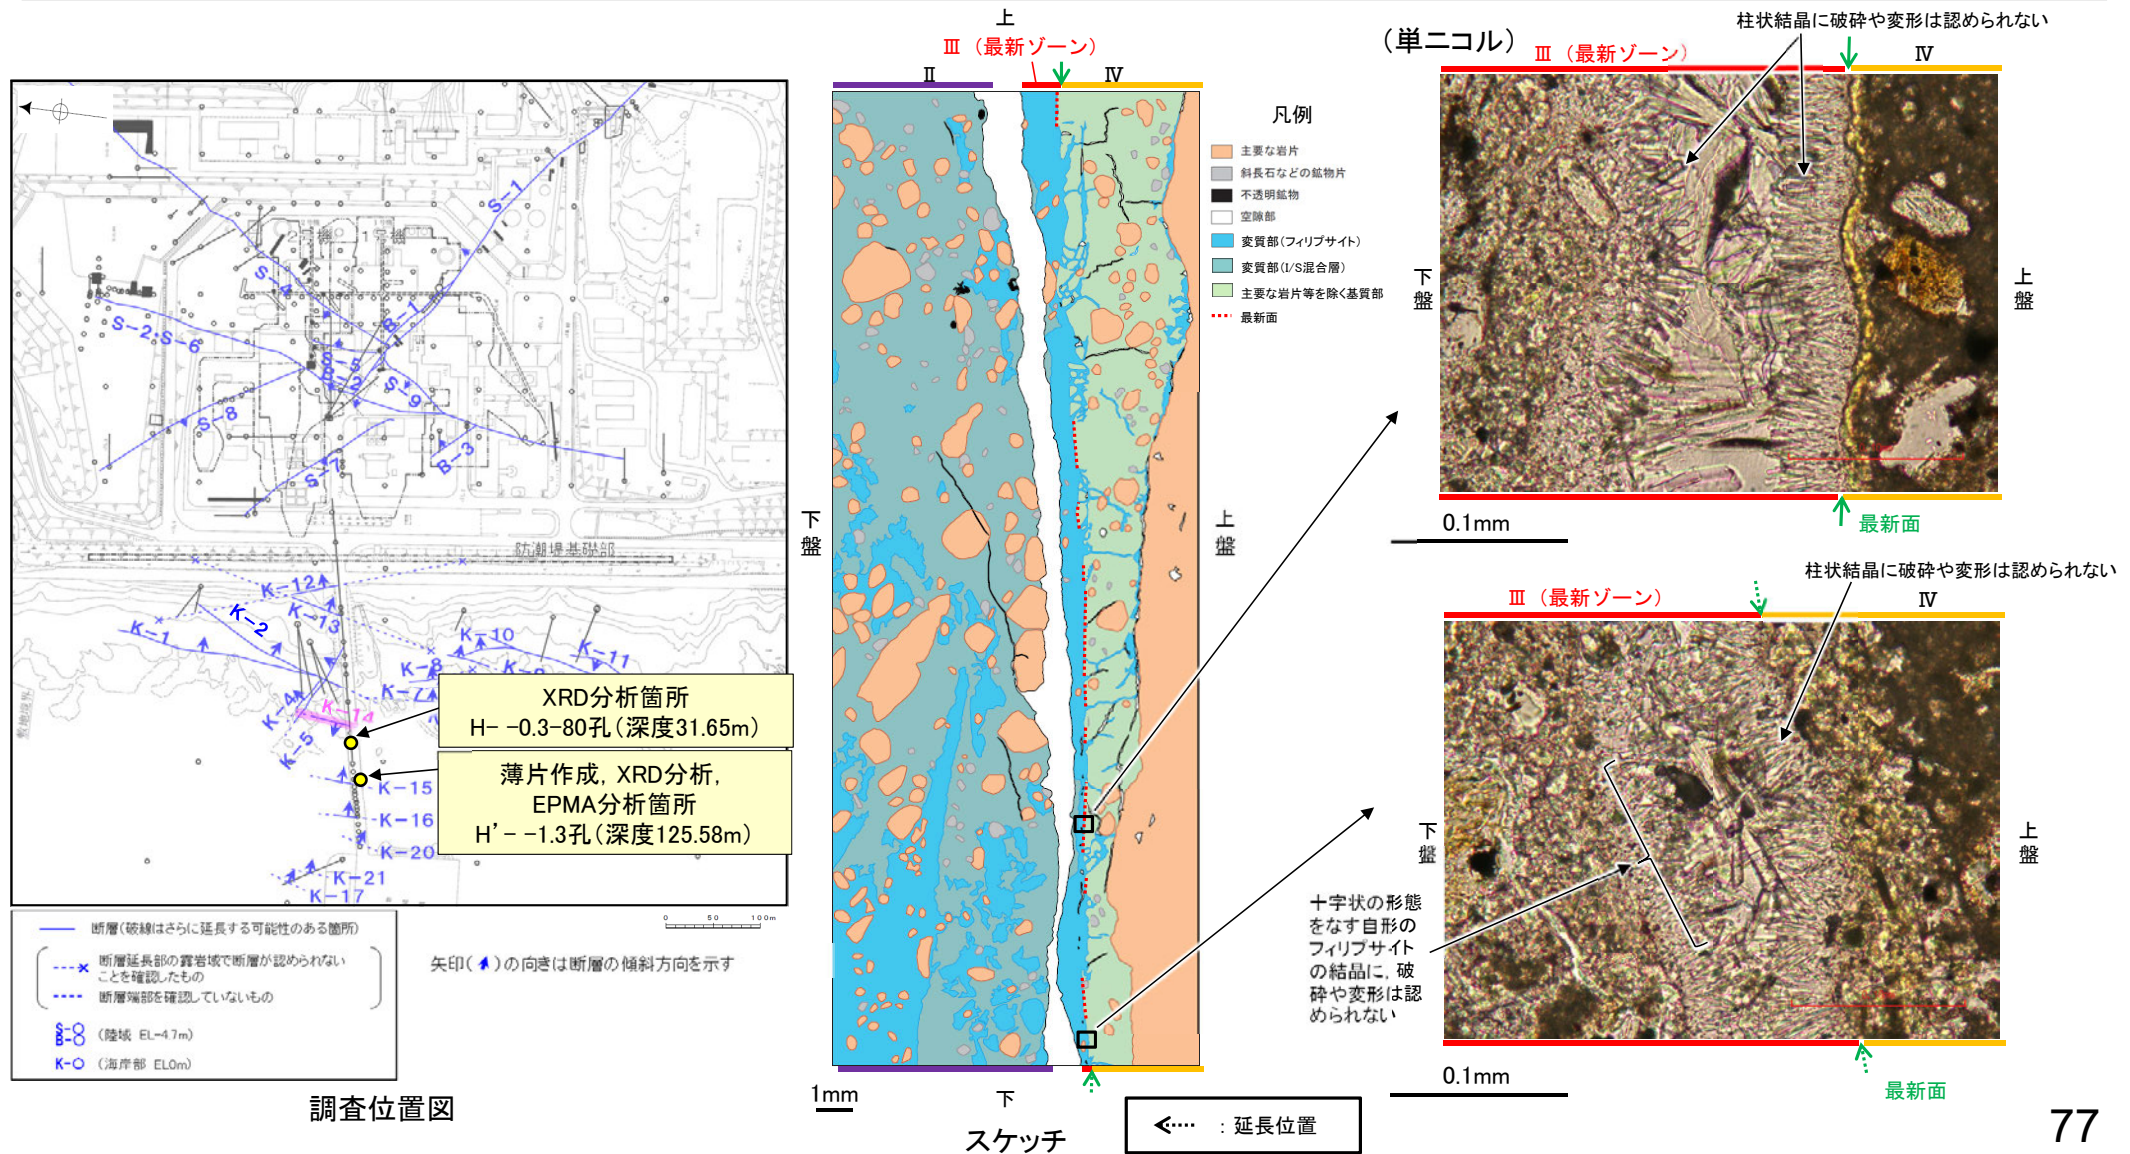 2号機
1号機
S-1
S-4
B-1
S-2・S-6
S-5
B-2
S-9
S-8
B-3
S-7
防潮堤基礎部
K-12
K-13
K-2
K-1
K-10
K-11
K-8
K-7
K-4
K-14
K-5
K-15
K-16
K-20
K-21
K-17
XRD分析箇所
H- -0.3-80孔(深度31.65m)
薄片作成, XRD分析,
EPMA分析箇所
H’- -1.3孔(深度125.58m)
断層(破線はさらに延長する可能性のある箇所)
断層延長部の露岩域で断層が認められない
ことを確認したもの
断層端部を確認していないもの
S-○
B-○
(陸域 EL-4.7m)
K-○ (海岸部 EL0m)
0 50 100m
矢印( )の向きは断層の傾斜方向を示す
調査位置図
上
Ⅲ (最新ゾーン)
Ⅱ
Ⅳ
下盤
上盤
凡例
主要な岩片
斜長石などの鉱物片
不透明鉱物
空隙部
変質部(フィリプサイト)
変質部(I/S混合層)
主要な岩片等を除く基質部
最新面
1mm
下
スケッチ
: 延長位置
(単ニコル)
柱状結晶に破砕や変形は認められない
Ⅲ (最新ゾーン)
Ⅳ
下盤
上盤
0.1mm
最新面
柱状結晶に破砕や変形は認められない
Ⅲ (最新ゾーン)
Ⅳ
下盤
上盤
十字状の形態
をなす自形の
フィリプサイト
の結晶に, 破
砕や変形は認
められない
0.1mm
最新面
77